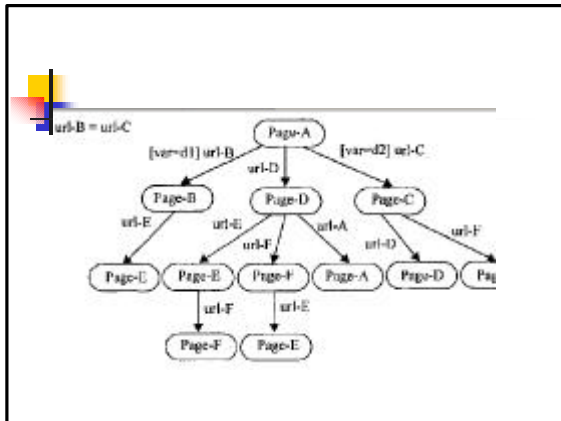 url-B = url-C
Page-A
[var=d1] url-B
url-D
[var=d2] url-C
Page-B
Page-D
Page-C
url-E
url-E
url-F
url-A
url-D
url-F
Page-E
Page-E
Page-F
Page-A
Page-D
url-F
url-E
Page-F
Page-E